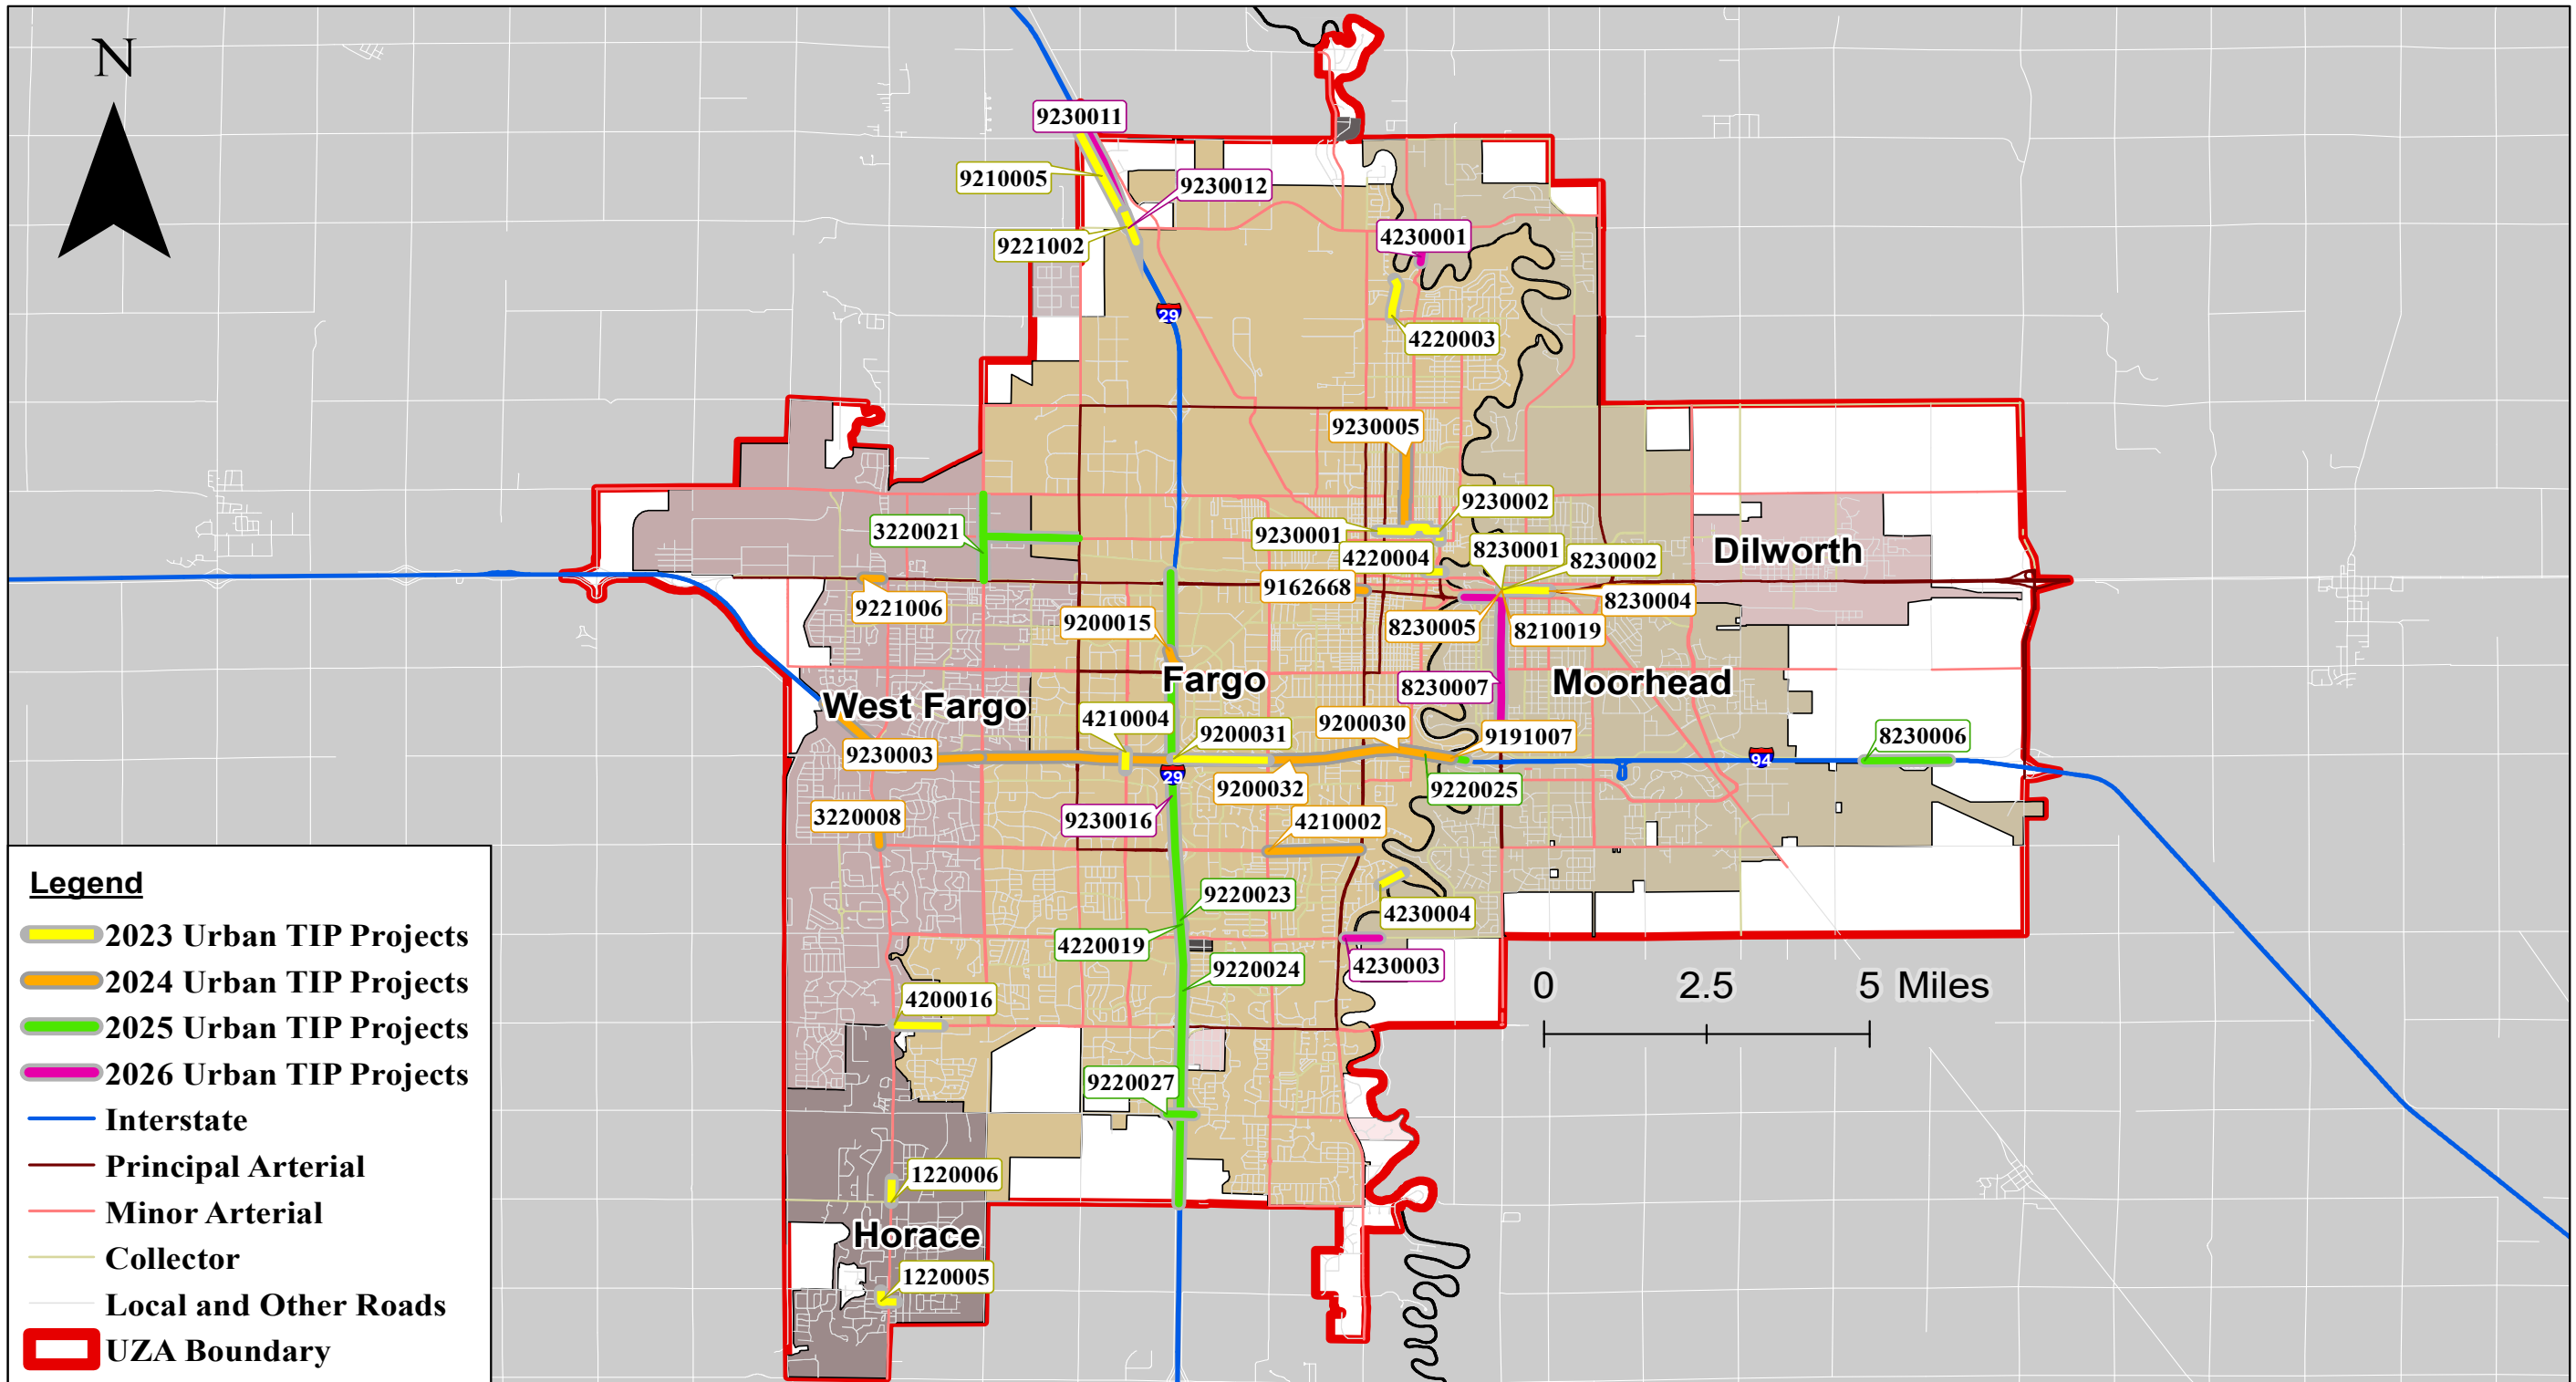 N
9230011
9210005
9230012
9221002
4230001
29
4220003
9230005
9230002
9230001
3220021
4220004
8230001
8230002
Dilworth
9162668
9221006
8230004
9200015
8230005
8210019
Fargo
8230007
Moorhead
West Fargo
4210004
9200031
9200030
9191007
8230006
9230003
29
94
9200032
9220025
3220008
9230016
4210002
9220023
4230004
4220019
9220024
4230003
4200016
0 2.5 5 Miles
9220027
1220006
Horace
1220005
Legend
2023 Urban TIP Projects
2024 Urban TIP Projects
2025 Urban TIP Projects
2026 Urban TIP Projects
Interstate
Principal Arterial
Minor Arterial
Collector
Local and Other Roads
UZA Boundary